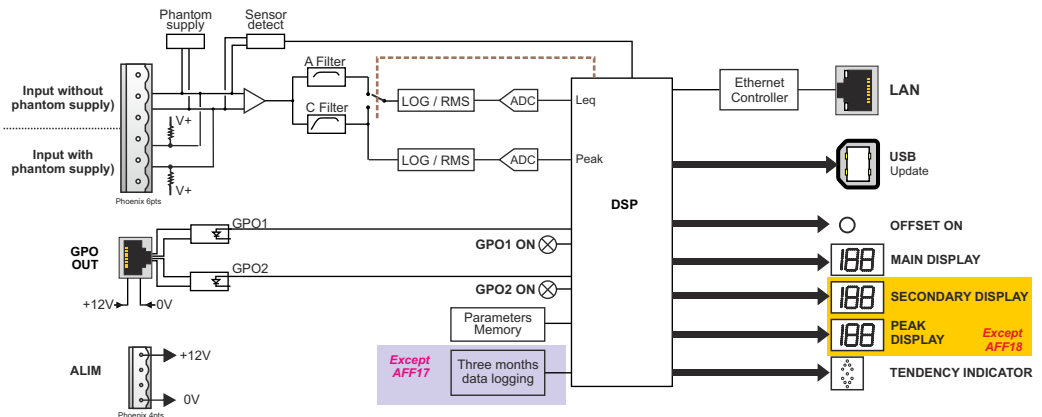 Phantom
supply
Sensor
detect
V+
Input without
phantom supply)
Input with
phantom supply)
V+
Phoenix 6pts
A Filter
C Filter
LOG / RMS
ADC
Leq
LOG / RMS
ADC
Peak
DSP
Ethernet
Controller
LAN
USB
Update
OFFSET ON
188
MAIN DISPLAY
188
SECONDARY DISPLAY
188
PEAK
DISPLAY
Except
AFF18
TENDENCY INDICATOR
GPO
OUT
+12V
0V
GPO1
GPO2
GPO1 ON
GPO2 ON
Parameters
Memory
Except
AFF17
Three months
data logging
ALIM
+12V
0V
Phoenix 4pts